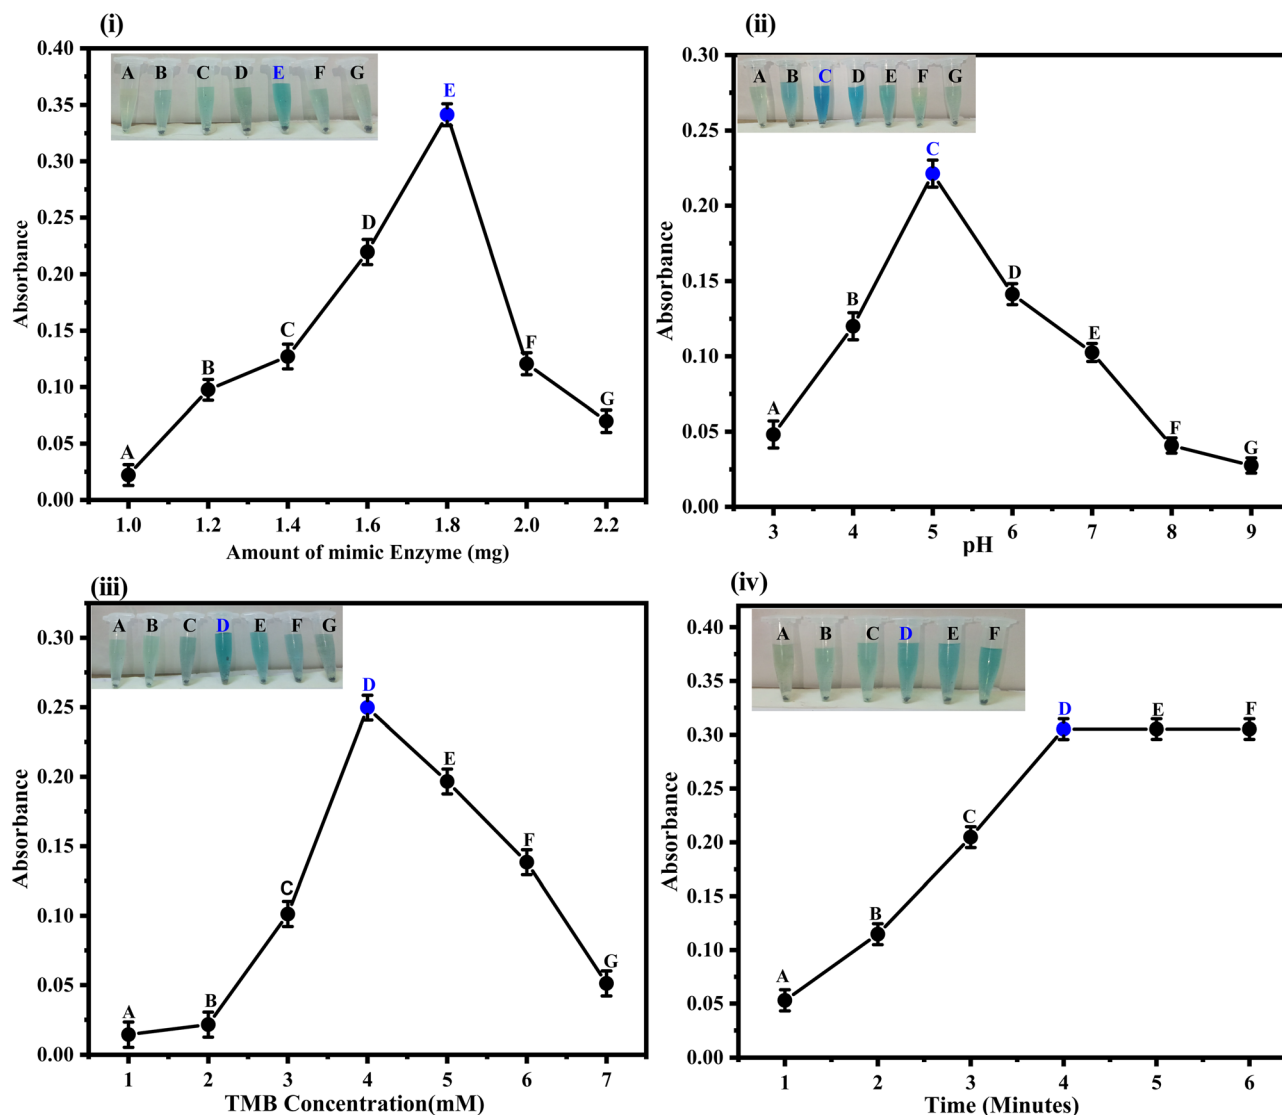 (i)
0.40
0.35
0.30
0.25
0.20
0.15
0.10
0.05
0.00
Absorbance
A B C D E F G
A
B
C
D
E
F
G
1.0 1.2 1.4 1.6 1.8 2.0 2.2
Amount of mimic Enzyme (mg)
(ii)
0.30
0.25
0.20
0.15
0.10
0.05
0.00
Absorbance
A B C D E F G
A
B
C
D
E
F
G
3 4 5 6 7 8 9
pH
(iii)
0.30
0.25
0.20
0.15
0.10
0.05
0.00
Absorbance
A B C D E F G
A
B
C
D
E
F
G
1 2 3 4 5 6 7
TMB Concentration(mM)
(iv)
0.40
0.35
0.30
0.25
0.20
0.15
0.10
0.05
0.00
Absorbance
A B C D E F
A
B
C
D
E
F
1 2 3 4 5 6
Time (Minutes)